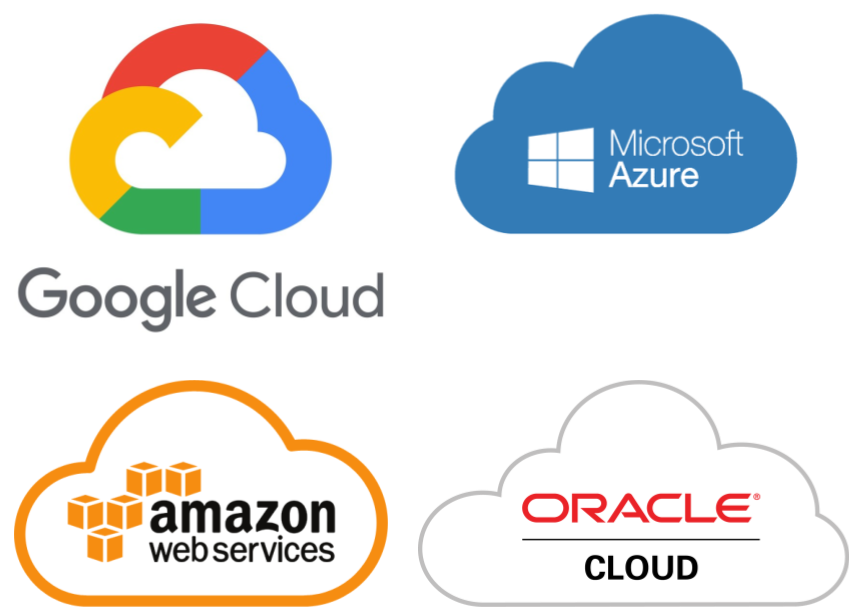 Google Cloud
Microsoft
Azure
amazon
web services
ORACLE®
CLOUD